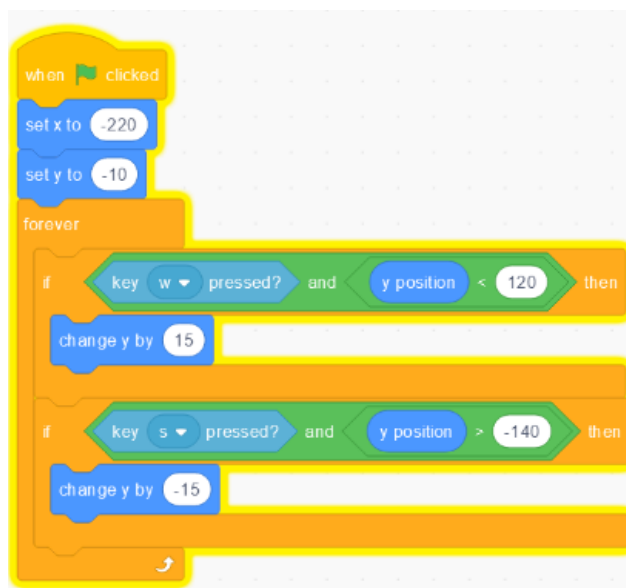 when clicked
set x to -220
set y to -10
forever
if key w pressed? and y position < 120 then
change y by 15
if key s pressed? and y position > -140 then
change y by -15